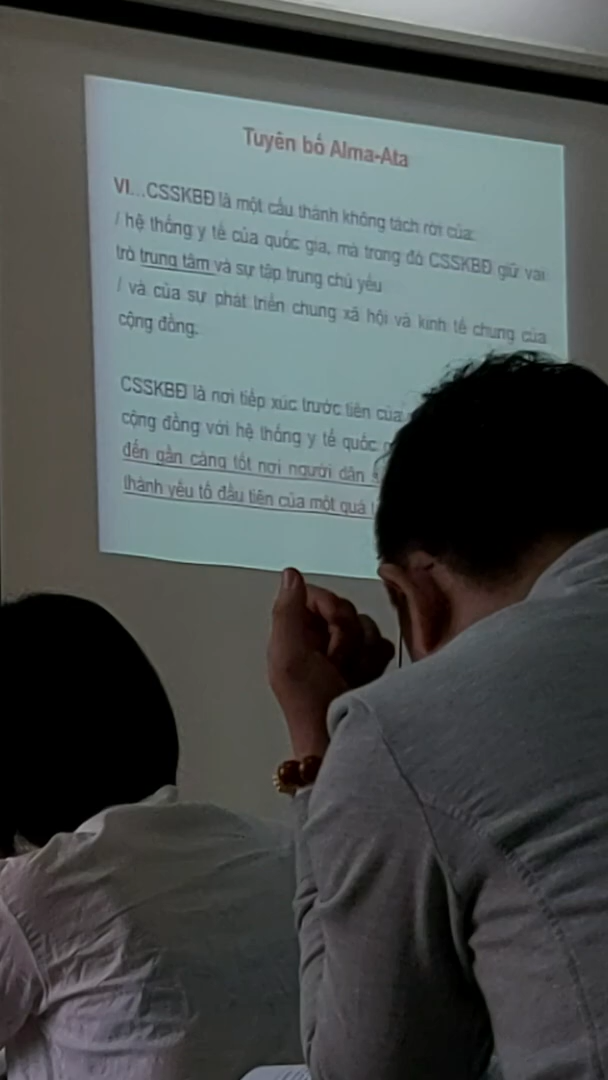 Tuyên bố Alma-Ata
VI...CSSKBĐ là một cấu thành không tách rời của:
/ hệ thống y tế của quốc gia, mà trong đó CSSKBĐ giữ vai
trò trung tâm và sự tập trung chủ yếu
/ và của sự phát triển chung xã hội và kinh tế chung của
cộng đồng.
CSSKBĐ là nơi tiếp xúc trước tiên của
cộng đồng với hệ thống y tế quốc
đến gần càng tốt nơi người dân
thành yếu tố đầu tiên của một quá